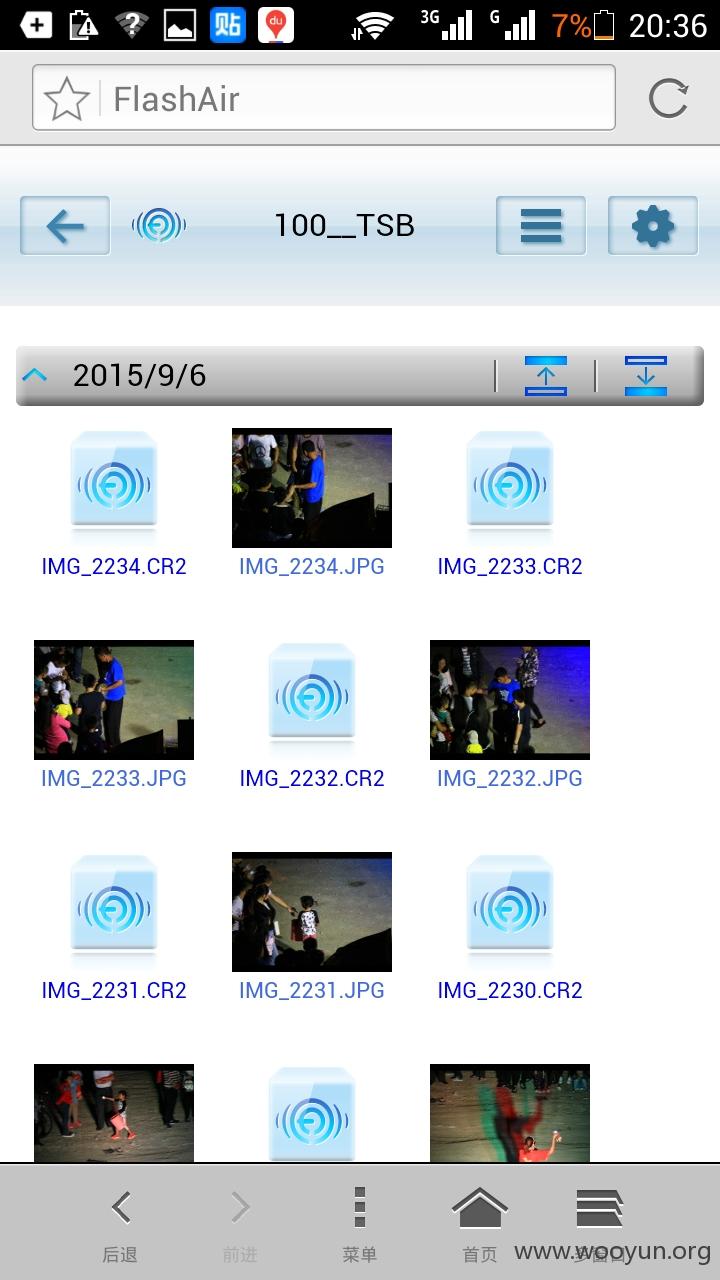 贴
du
3G
G
7%
20:36
FlashAir
100__TSB
2015/9/6
IMG_2234.CR2
IMG_2234.JPG
IMG_2233.CR2
IMG_2233.JPG
IMG_2232.CR2
IMG_2232.JPG
IMG_2231.CR2
IMG_2231.JPG
IMG_2230.CR2
后退
前进
菜单
首页
多窗口
www.wooyun.org